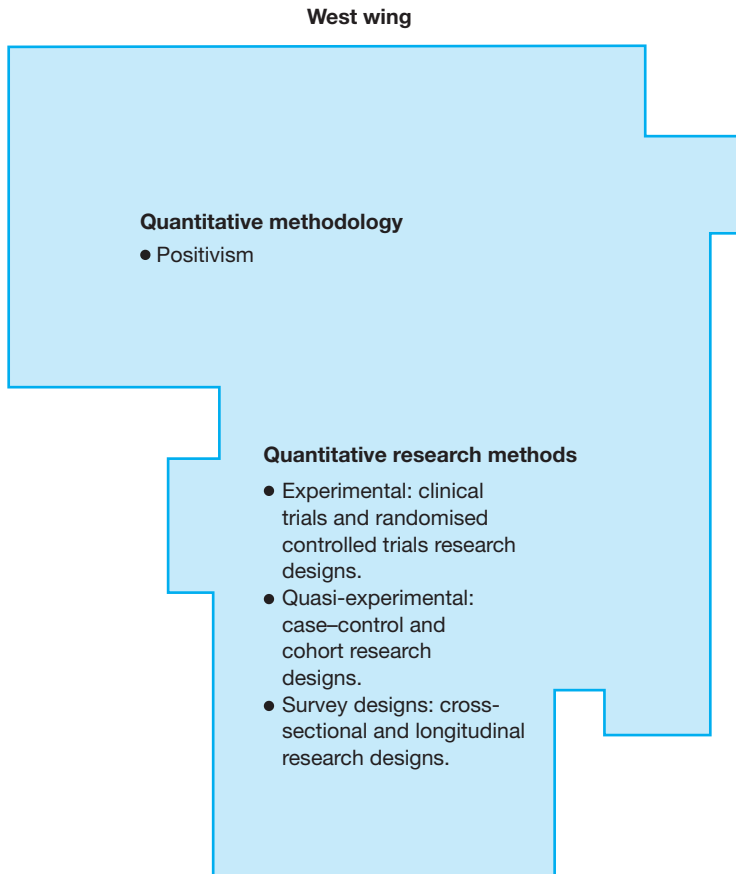 West wing
Quantitative methodology
● Positivism
Quantitative research methods
● Experimental: clinical
trials and randomised
controlled trials research
designs.
● Quasi-experimental:
case–control and
cohort research
designs.
● Survey designs: cross-
sectional and longitudinal
research designs.